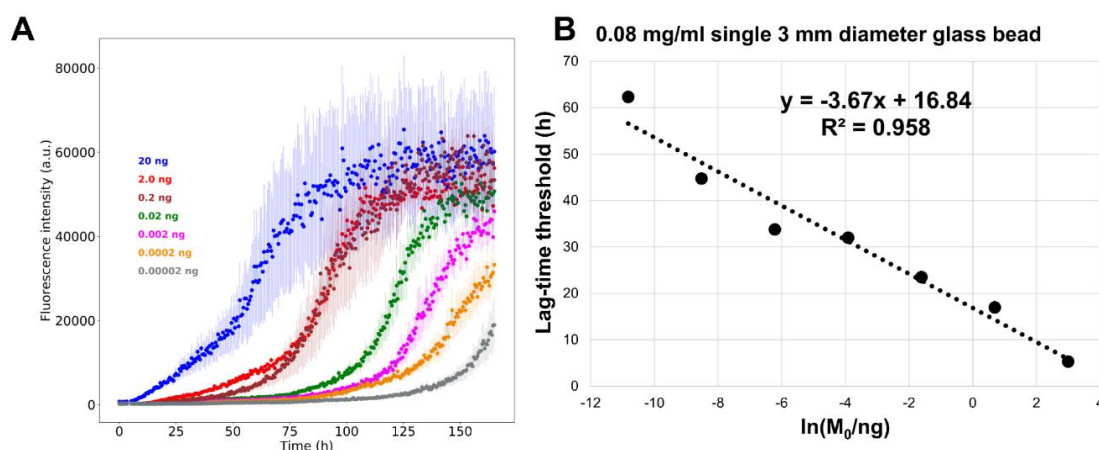 A
80000
60000
40000
20000
0
Fluorescence intensity (a.u.)
20 ng
2.0 ng
0.2 ng
0.02 ng
0.002 ng
0.0002 ng
0.00002 ng
0 25 50 75 100 125 150
Time (h)
B 0.08 mg/ml single 3 mm diameter glass bead
70
60
50
40
30
20
10
0
Lag-time threshold (h)
y = -3.67x + 16.84
R² = 0.958
-12 -10 -8 -6 -4 -2 0 2 4
ln(M₀/ng)